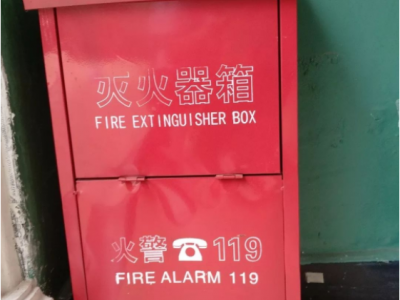 灭火器箱
FIRE EXTINGUISHER BOX
火警☎119
FIRE ALARM 119